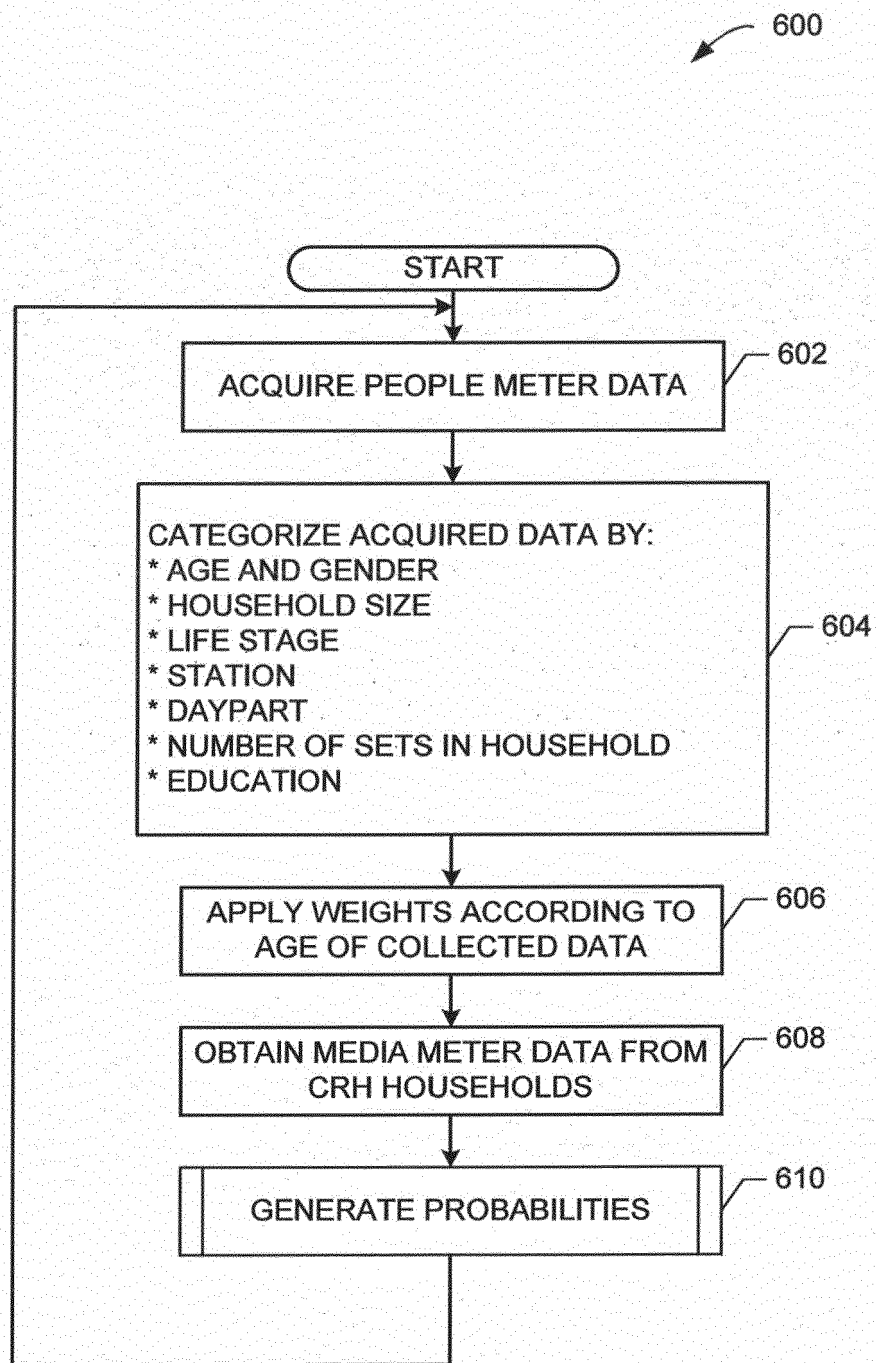 600
START
ACQUIRE PEOPLE METER DATA
602
CATEGORIZE ACQUIRED DATA BY:
* AGE AND GENDER
* HOUSEHOLD SIZE
* LIFE STAGE
* STATION
* DAYPART
* NUMBER OF SETS IN HOUSEHOLD
* EDUCATION
604
APPLY WEIGHTS ACCORDING TO
AGE OF COLLECTED DATA
606
OBTAIN MEDIA METER DATA FROM
CRH HOUSEHOLDS
608
GENERATE PROBABILITIES
610